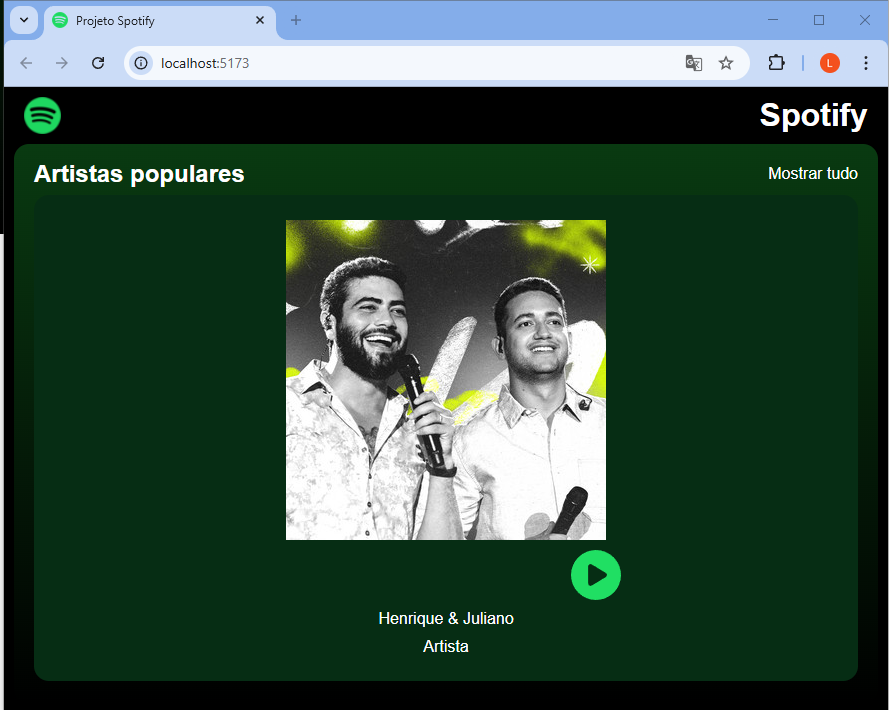 Projeto Spotify
localhost:5173
L
Spotify
Artistas populares
Mostrar tudo
Henrique & Juliano
Artista